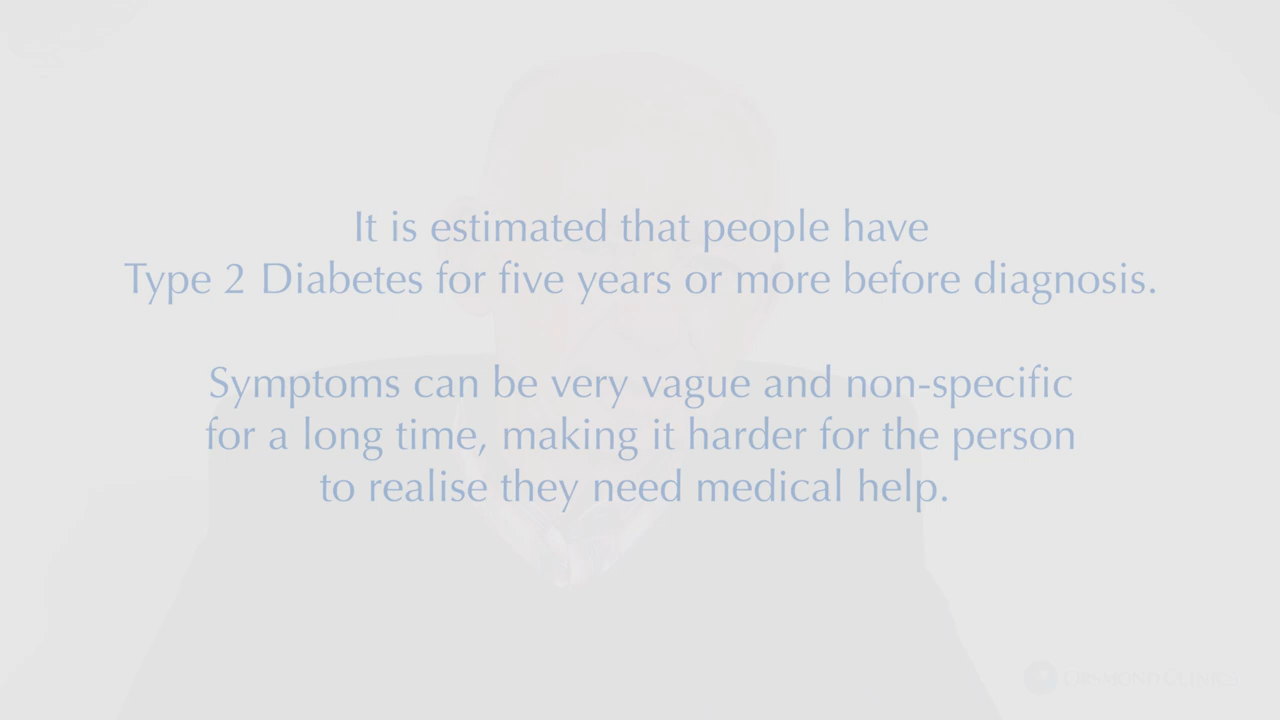 It is estimated that people have
Type 2 Diabetes for five years or more before diagnosis.
Symptoms can be very vague and non-specific
for a long time, making it harder for the person
to realise they need medical help.